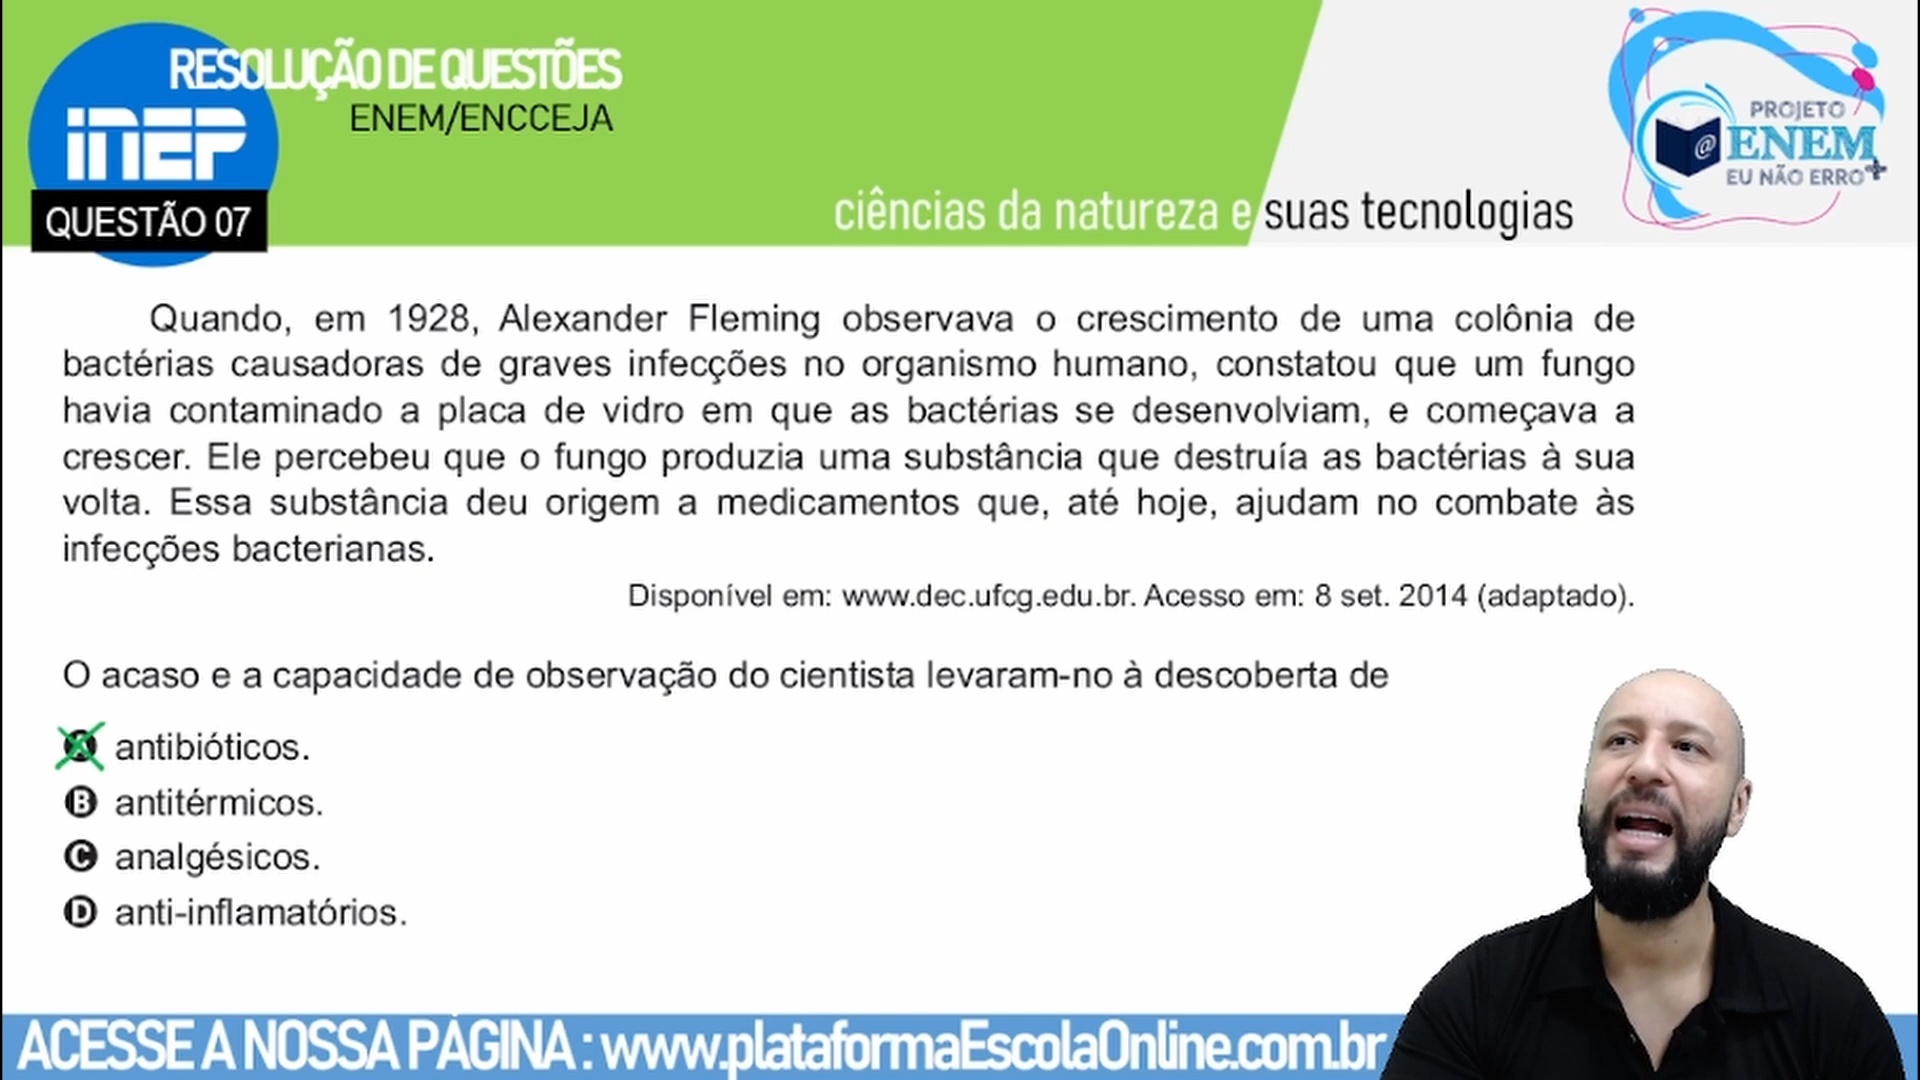 RESOLUÇÃO DE QUESTÕES
ENEM/ENCCEJA
INEP
QUESTÃO 07
ciências da natureza e suas tecnologias
PROJETO
@ENEM+
EU NÃO ERRO
Quando, em 1928, Alexander Fleming observava o crescimento de uma colônia de
bactérias causadoras de graves infecções no organismo humano, constatou que um fungo
havia contaminado a placa de vidro em que as bactérias se desenvolviam, e começava a
crescer. Ele percebeu que o fungo produzia uma substância que destruía as bactérias à sua
volta. Essa substância deu origem a medicamentos que, até hoje, ajudam no combate às
infecções bacterianas.
Disponível em: www.dec.ufcg.edu.br. Acesso em: 8 set. 2014 (adaptado).
O acaso e a capacidade de observação do cientista levaram-no à descoberta de
A antibióticos.
B antitérmicos.
C analgésicos.
D anti-inflamatórios.
ACESSE A NOSSA PÁGINA : www.plataformaEscolaOnline.com.br